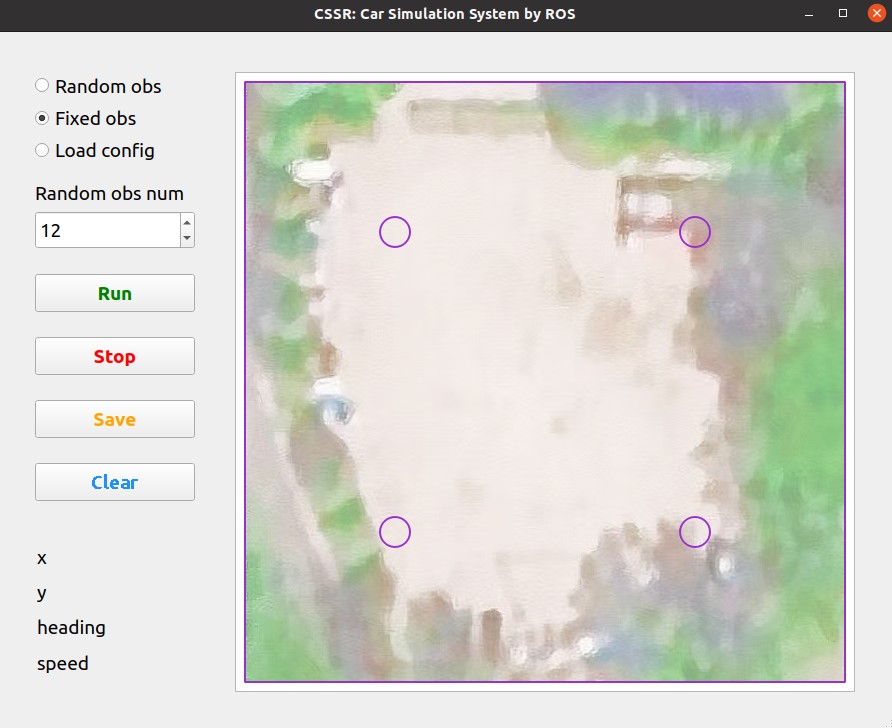 CSSR: Car Simulation System by ROS
Random obs
Fixed obs
Load config
Random obs num
12
Run
Stop
Save
Clear
x
y
heading
speed